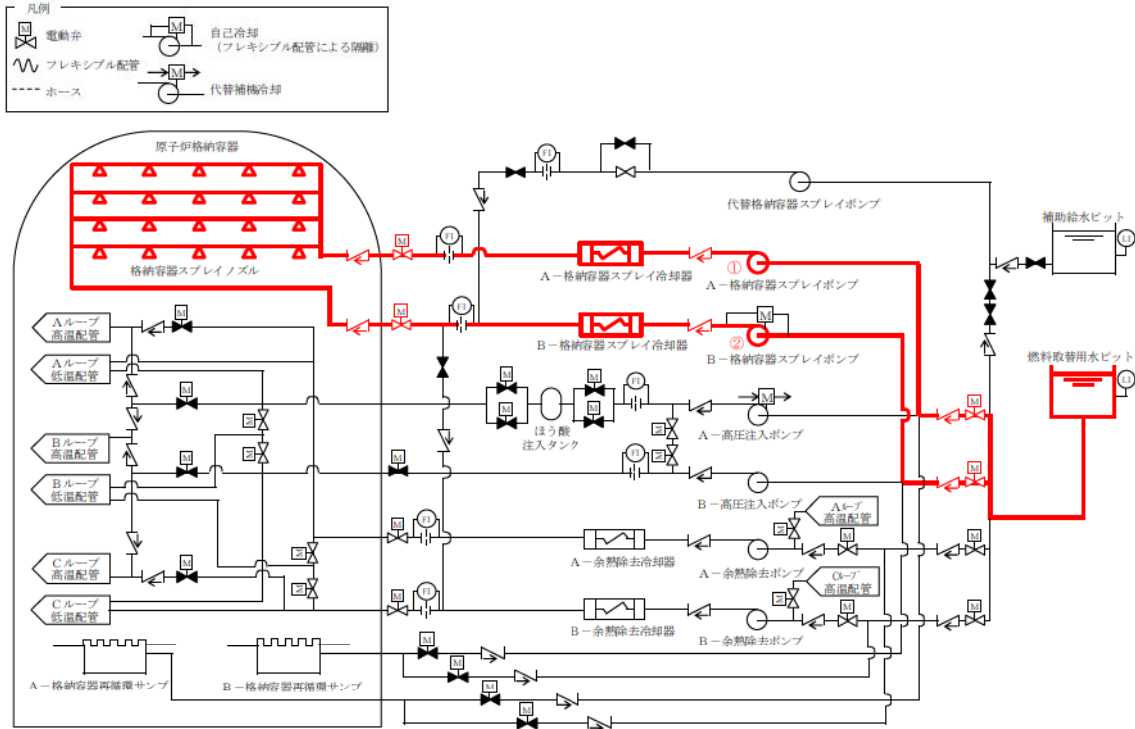 凡例
M
電動弁
フレキシブル配管
ホース
M
自己冷却
(フレキシブル配管による隔離)
M
代替補機冷却
原子炉格納容器
格納容器スプレイノズル
FI
代替格納容器スプレイポンプ
補助給水ピット
LI
M
FI
A-格納容器スプレイ冷却器
①
A-格納容器スプレイポンプ
M
FI
B-格納容器スプレイ冷却器
M
②
B-格納容器スプレイポンプ
燃料取替用水ピット
LI
Aループ
高温配管
M
Aループ
低温配管
M
M
M
M
ほう酸
注入タンク
M
M
FI
M
M
M
A-高圧注入ポンプ
M
M
M
Bループ
高温配管
M
M
FI
B-高圧注入ポンプ
M
Bループ
低温配管
Aループ
高温配管
M
M
FI
A-余熱除去冷却器
A-余熱除去ポンプ
M
M
M
Cループ
高温配管
M
M
Cループ
高温配管
M
Cループ
低温配管
M
FI
B-余熱除去冷却器
B-余熱除去ポンプ
M
M
A-格納容器再循環サンプ
B-格納容器再循環サンプ
M
M
M
M